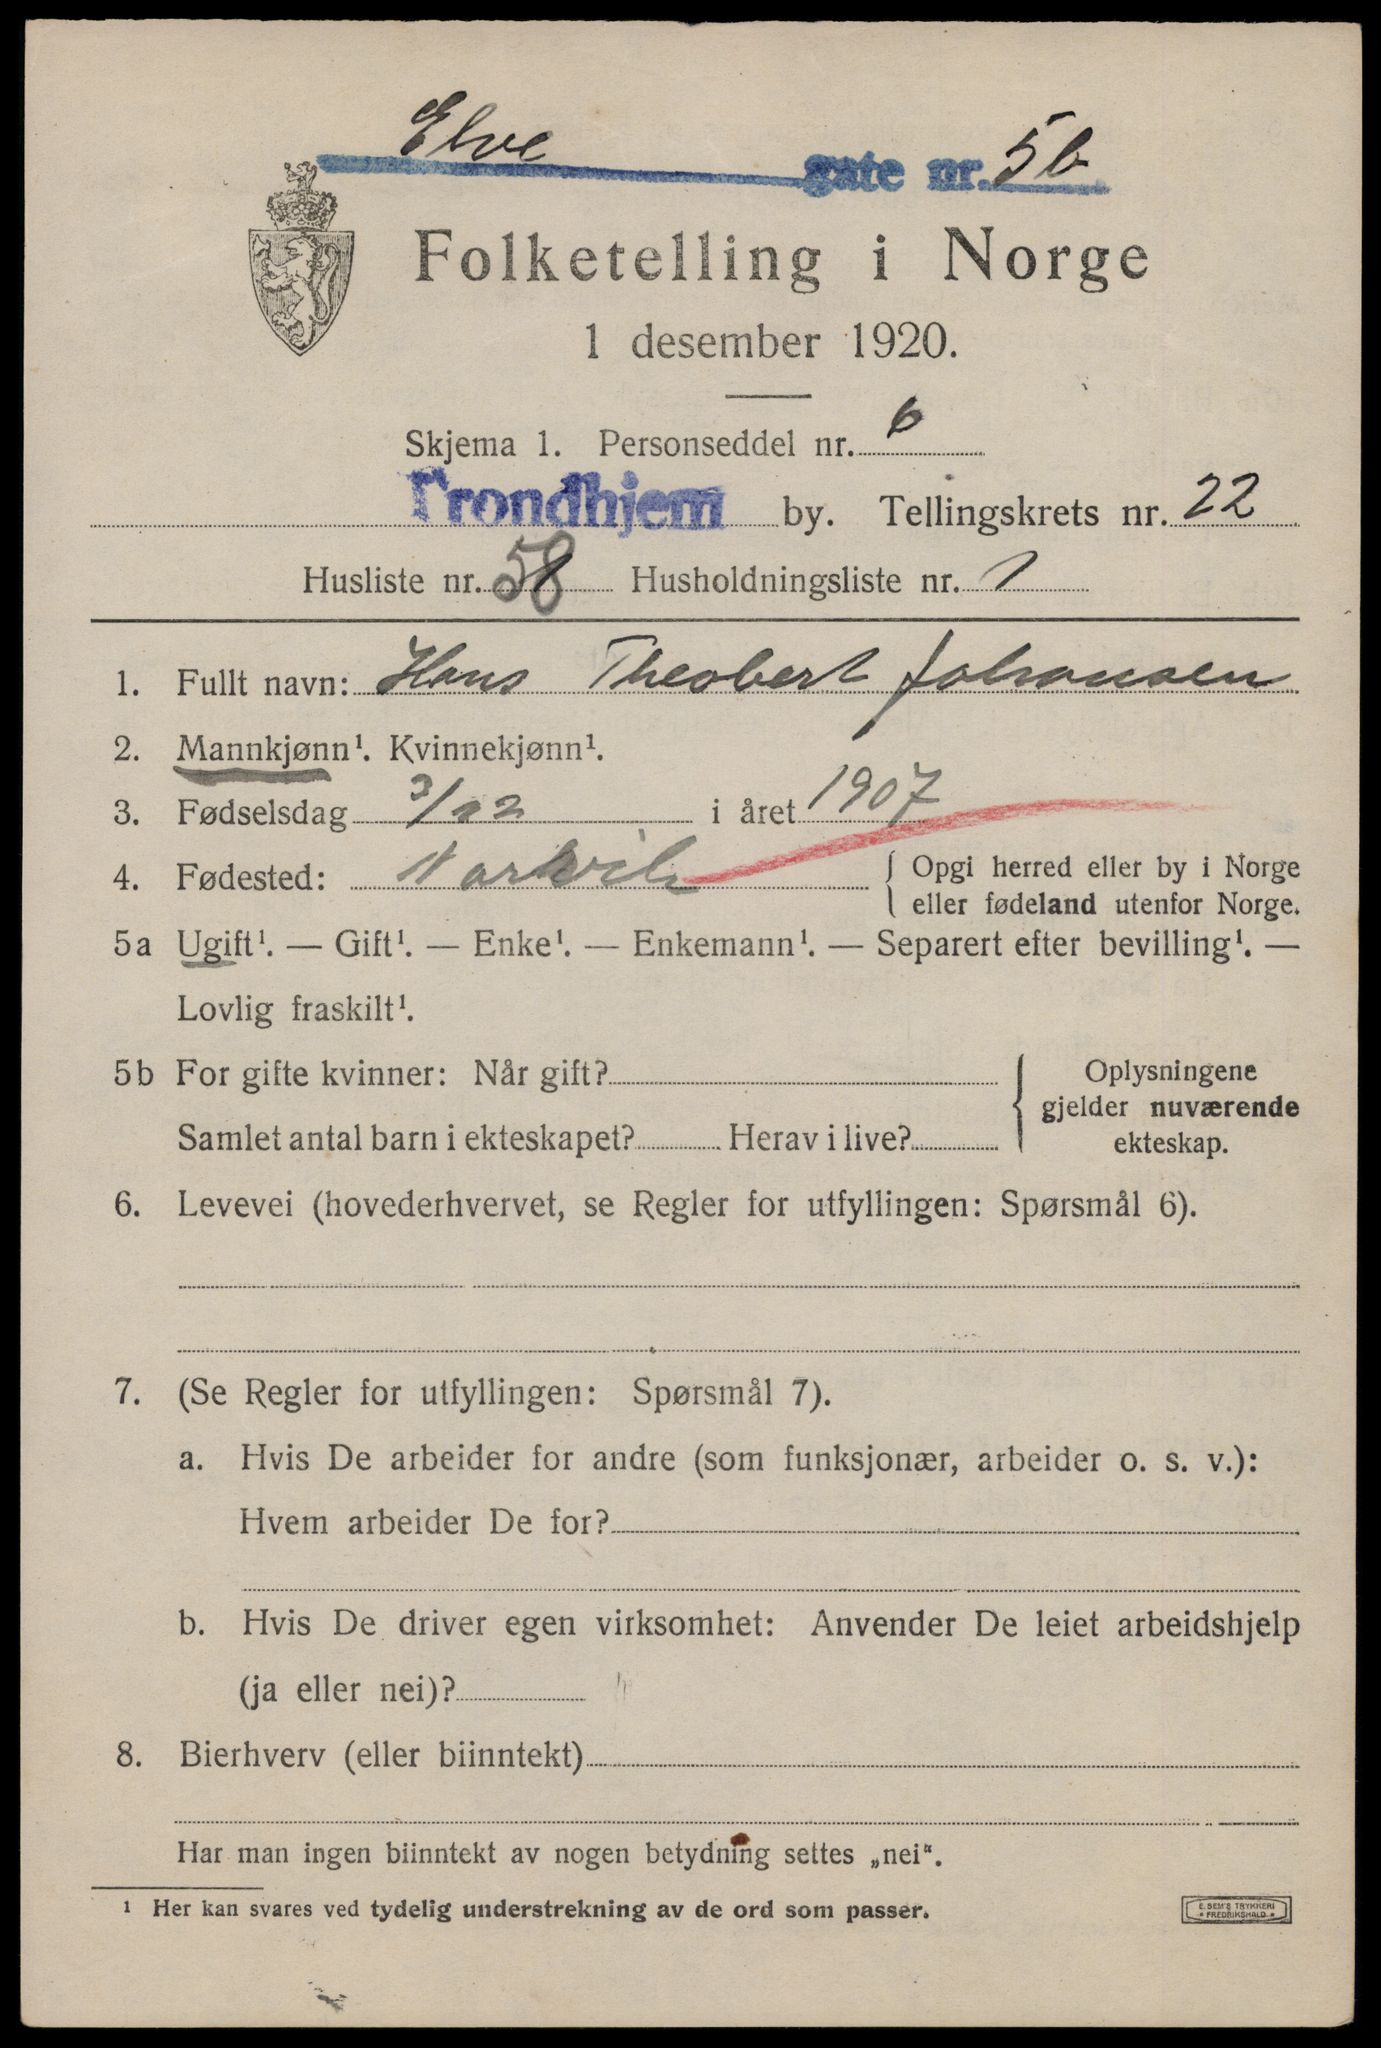 Elve gate nr. 5b
Folketelling i Norge
1 desember 1920.
Skjema 1. Personseddel nr. 6
Trondhjem by. Tellingskrets nr. 22
Husliste nr. 58 Husholdningsliste nr. 1
1. Fullt navn: Hans Theobert Johansen
2. Mannkjønn¹. Kvinnekjønn¹.
3. Fødselsdag 3/12 i året 1907
4. Fødested: Narvik { Opgi herred eller by i Norge
eller fødeland utenfor Norge.
5a Ugift¹. — Gift¹. — Enke¹. — Enkemann¹. — Separert efter bevilling¹. —
Lovlig fraskilt¹.
5b For gifte kvinner: Når gift?
Samlet antal barn i ekteskapet? Herav i live?
{ Oplysningene
gjelder nuværende
ekteskap.
6. Levevei (hovederhvervet, se Regler for utfyllingen: Spørsmål 6).
7. (Se Regler for utfyllingen: Spørsmål 7).
a. Hvis De arbeider for andre (som funksjonær, arbeider o. s. v.):
Hvem arbeider De for?
b. Hvis De driver egen virksomhet: Anvender De leiet arbeidshjelp
(ja eller nei)?
8. Bierhverv (eller biinntekt)
Har man ingen biinntekt av nogen betydning settes „nei“.
¹ Her kan svares ved tydelig understrekning av de ord som passer.
E. SEM'S TRYKKERI
FREDRIKSHALD